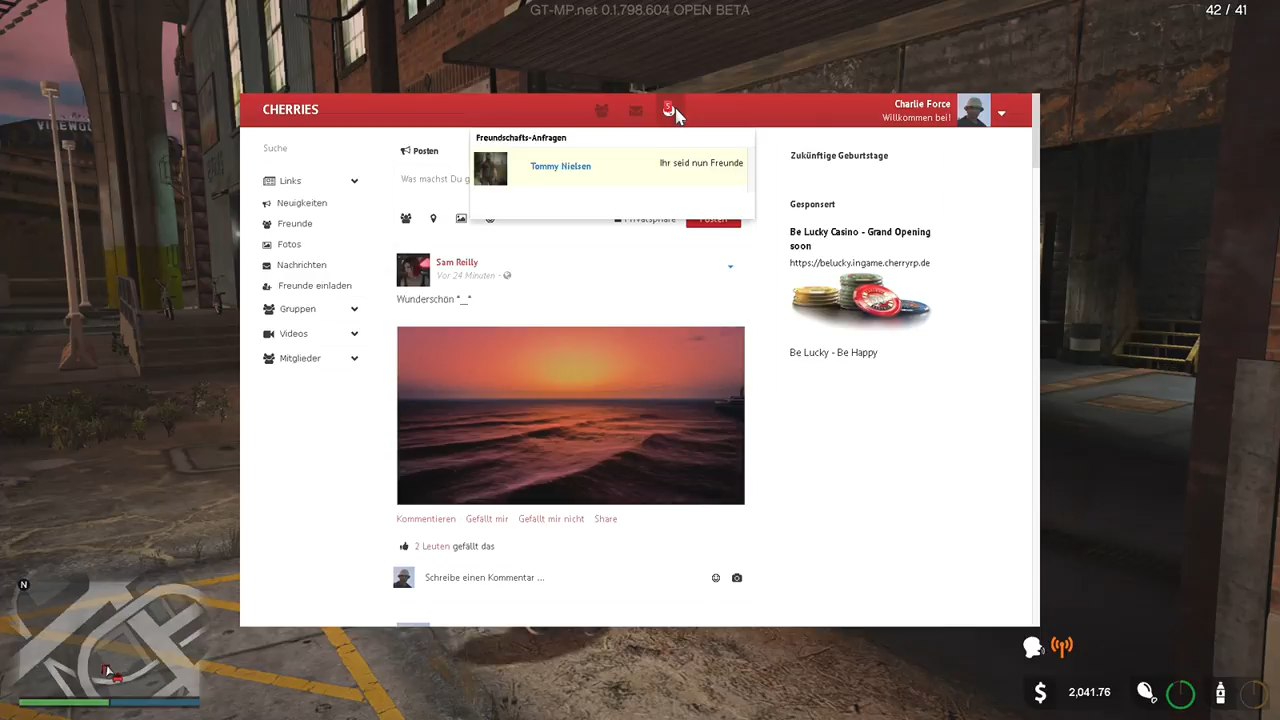 GT-MP.net 0.1.798.604 OPEN BETA
42 / 41
CHERRIES
5
Charlie Force
Willkommen bei!
Freundschafts-Anfragen
Tommy Nielsen
Ihr seid nun Freunde
Suche
Links
Neuigkeiten
Freunde
Fotos
Nachrichten
Freunde einladen
Gruppen
Videos
Mitglieder
Posten
Was machst Du g
Privatsphäre
Posten
Sam Reilly
Vor 24 Minuten -
Wunderschön *__*
Kommentieren Gefällt mir Gefällt mir nicht Share
2 Leuten gefällt das
Schreibe einen Kommentar ...
Zukünftige Geburtstage
Gesponsert
Be Lucky Casino - Grand Opening
soon
https://belucky.ingame.cherryrp.de
Be Lucky - Be Happy
N
$ 2,041.76